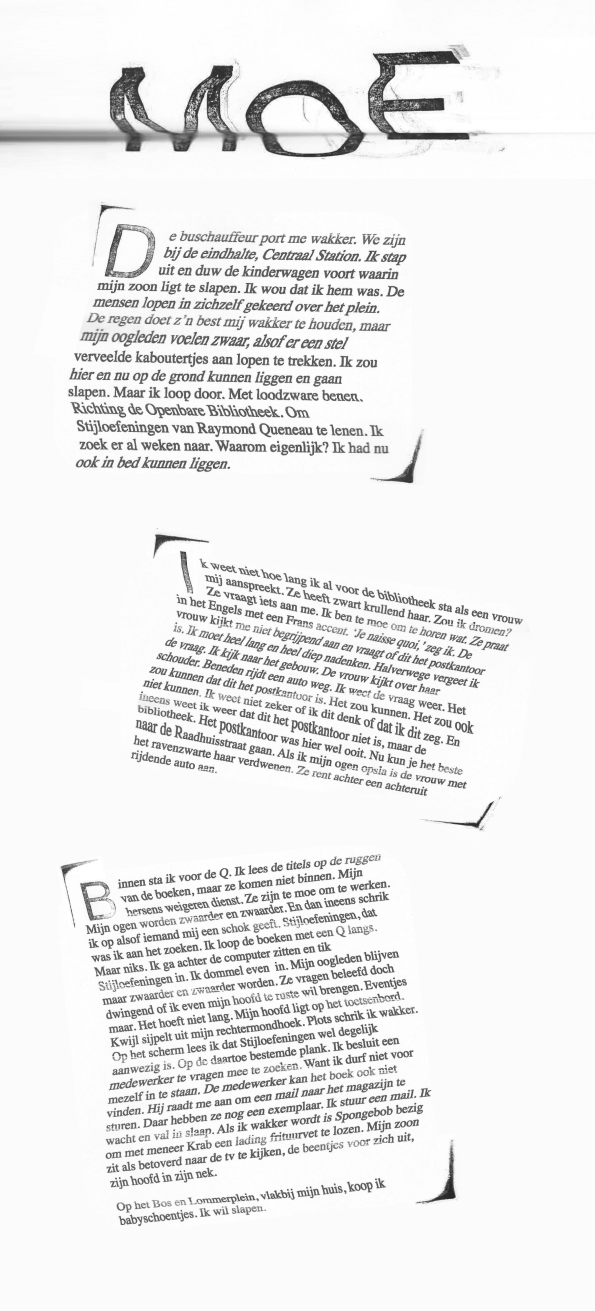 MOE
De buschauffeur port me wakker. We zijn
bij de eindhalte, Centraal Station. Ik stap
uit en duw de kinderwagen voort waarin
mijn zoon ligt te slapen. Ik wou dat ik hem was. De
mensen lopen in zichzelf gekeerd over het plein.
De regen doet z'n best mij wakker te houden, maar
mijn oogleden voelen zwaar, alsof er een stel
verveelde kaboutertjes aan lopen te trekken. Ik zou
hier en nu op de grond kunnen liggen en gaan
slapen. Maar ik loop door. Met loodzware benen.
Richting de Openbare Bibliotheek. Om
Stijloefeningen van Raymond Queneau te lenen. Ik
zoek er al weken naar. Waarom eigenlijk? Ik had nu
ook in bed kunnen liggen.
Ik weet niet hoe lang ik al voor de bibliotheek sta als een vrouw
mij aanspreekt. Ze heeft zwart krullend haar. Zou ik dromen?
Ze vraagt iets aan me. Ik ben te moe om te horen wat. Ze praat
in het Engels met een Frans accent. 'Je naisse quoi,' zeg ik. De
vrouw kijkt me niet begrijpend aan en vraagt of dit het postkantoor
is. Ik moet heel lang en heel diep nadenken. Halverwege vergeet ik
de vraag. Ik kijk naar het gebouw. De vrouw kijkt over haar
schouder. Beneden rijdt een auto weg. Ik weet de vraag weer. Het
zou kunnen dat dit het postkantoor is. Het zou kunnen. Het zou ook
niet kunnen. Ik weet niet zeker of ik dit denk of dat ik dit zeg. En
ineens weet ik weer dat dit het postkantoor niet is, maar de
bibliotheek. Het postkantoor was hier wel ooit. Nu kun je het beste
naar de Raadhuisstraat gaan. Als ik mijn ogen opsla is de vrouw met
het ravenzwarte haar verdwenen. Ze rent achter een achteruit
rijdende auto aan.
Binnen sta ik voor de Q. Ik lees de titels op de ruggen
van de boeken, maar ze komen niet binnen. Mijn
hersens weigeren dienst. Ze zijn te moe om te werken.
Mijn ogen worden zwaarder en zwaarder. En dan ineens schrik
ik op alsof iemand mij een schok geeft. Stijloefeningen, dat
was ik aan het zoeken. Ik loop de boeken met een Q langs.
Maar niks. Ik ga achter de computer zitten en tik
Stijloefeningen in. Ik dommel even in. Mijn oogleden blijven
maar zwaarder en zwaarder worden. Ze vragen beleefd doch
dwingend of ik even mijn hoofd te ruste wil brengen. Eventjes
maar. Het hoeft niet lang. Mijn hoofd ligt op het toetsenbord.
Kwijl sijpelt uit mijn rechtermondhoek. Plots schrik ik wakker.
Op het scherm lees ik dat Stijloefeningen wel degelijk
aanwezig is. Op de daartoe bestemde plank. Ik besluit een
medewerker te vragen mee te zoeken. Want ik durf niet voor
mezelf in te staan. De medewerker kan het boek ook niet
vinden. Hij raadt me aan om een mail naar het magazijn te
sturen. Daar hebben ze nog een exemplaar. Ik stuur een mail. Ik
wacht en val in slaap. Als ik wakker wordt is Spongebob bezig
om met meneer Krab een lading frituurvet te lozen. Mijn zoon
zit als betoverd naar de tv te kijken, de beentjes voor zich uit,
zijn hoofd in zijn nek.
Op het Bos en Lommerplein, vlakbij mijn huis, koop ik
babyschoentjes. Ik wil slapen.